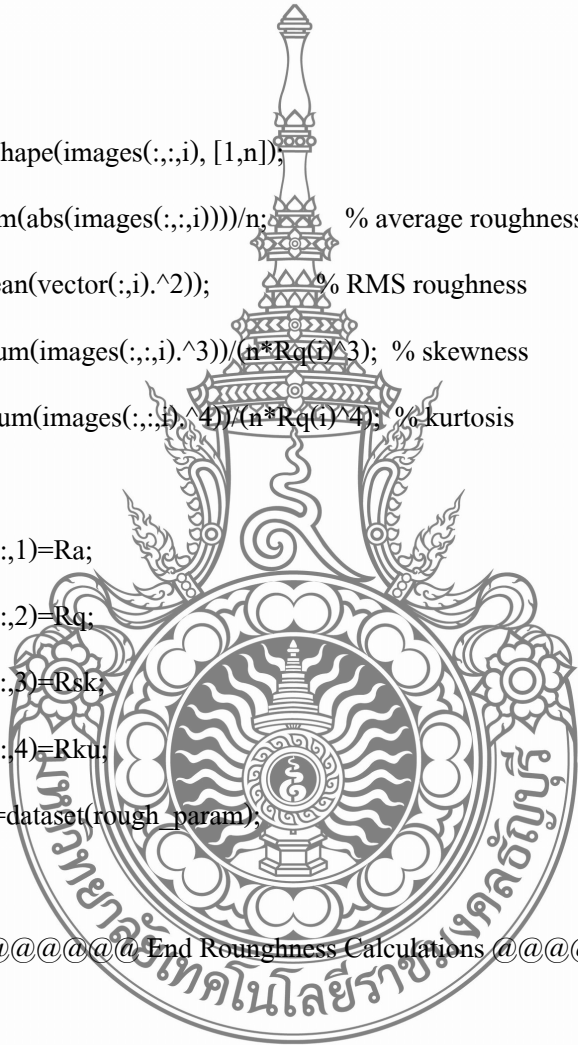 hape(images(:,:,i), [1,n]);
m(abs(images(:,:,i))))/n; % average roughness
ean(vector(:,i).^2)); % RMS roughness
um(images(:,:,i).^3))/(n*Rq(i)^3); % skewness
um(images(:,:,i).^4))/(n*Rq(i)^4); % kurtosis
:,1)=Ra;
:,2)=Rq;
:,3)=Rsk;
:,4)=Rku;
=dataset(rough_param);
@@@@@@ End Rounghness Calculations @@@@
มหาวิทยาลัยเทคโนโลยีราชมงคลธัญบุรี